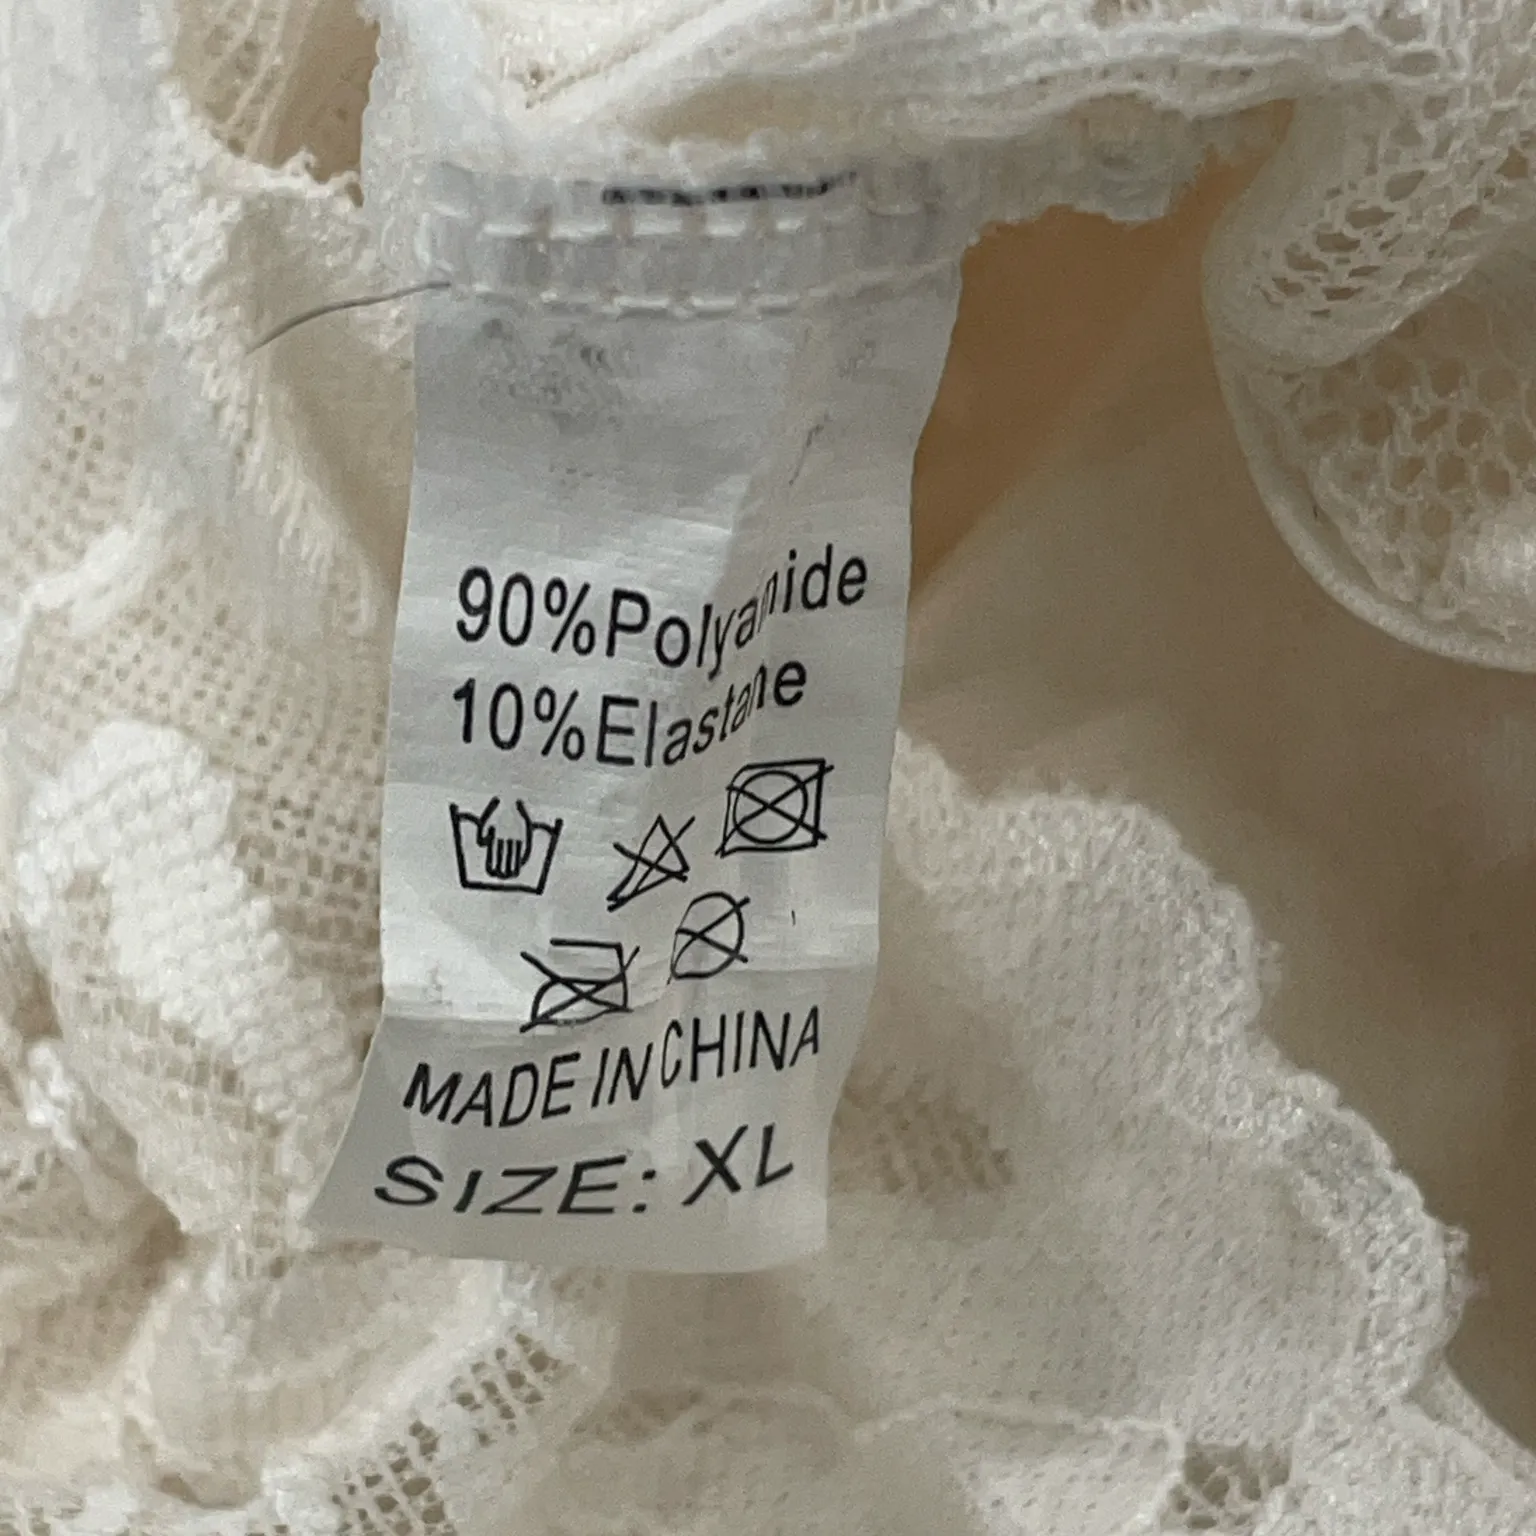 90%Polyamide
10%Elastane
MADE IN CHINA
SIZE: XL